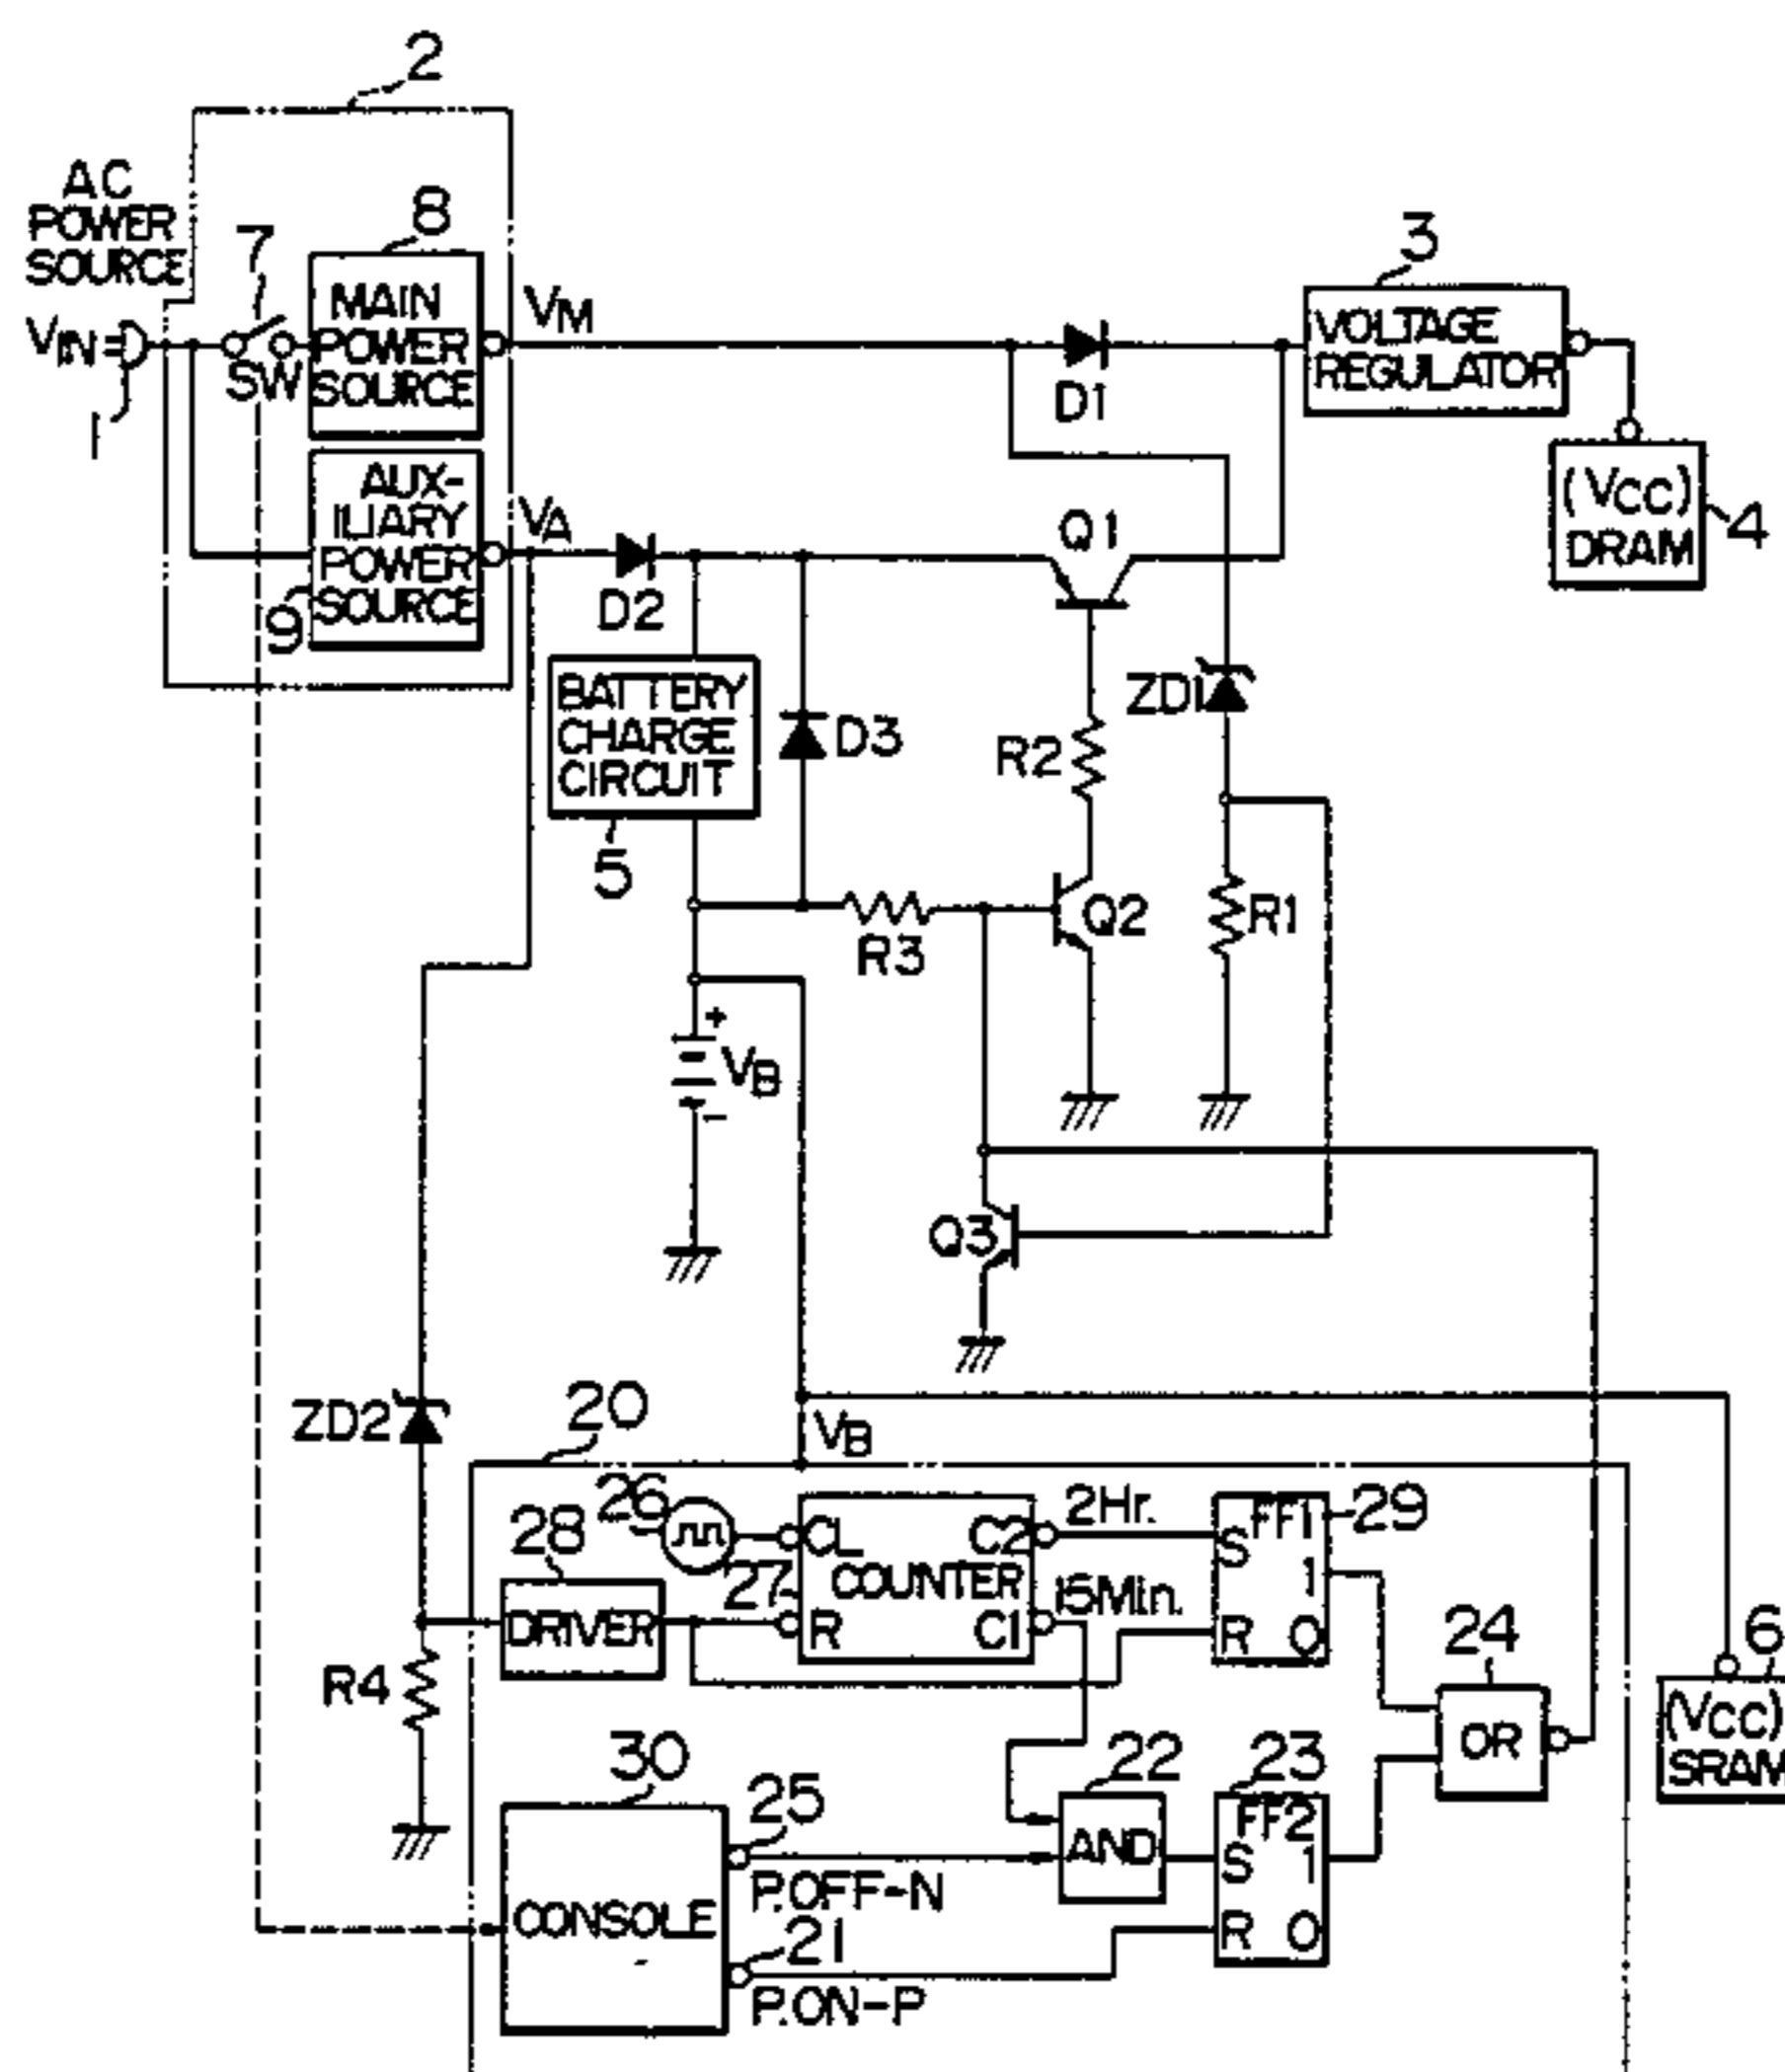 2
AC
POWER
SOURCE
7
8
MAIN
POWER
SOURCE
VIN
SW
1
VM
D1
3
VOLTAGE
REGULATOR
(VCC)
DRAM
4
AUX-
ILIARY
POWER
SOURCE
9
VA
D2
Q1
BATTERY
CHARGE
CIRCUIT
5
D3
R2
ZD1
R3
Q2
R1
+
VB
−
Q3
ZD2
20
VB
26
28
DRIVER
27
CL
C2
COUNTER
R
C1
2Hr.
15Min.
FF1
29
S
1
R
0
R4
24
OR
6
(VCC)
SRAM
30
25
CONSOLE
P.OFF-N
21
P.ON-P
22
AND
23
FF2
S
1
R
0